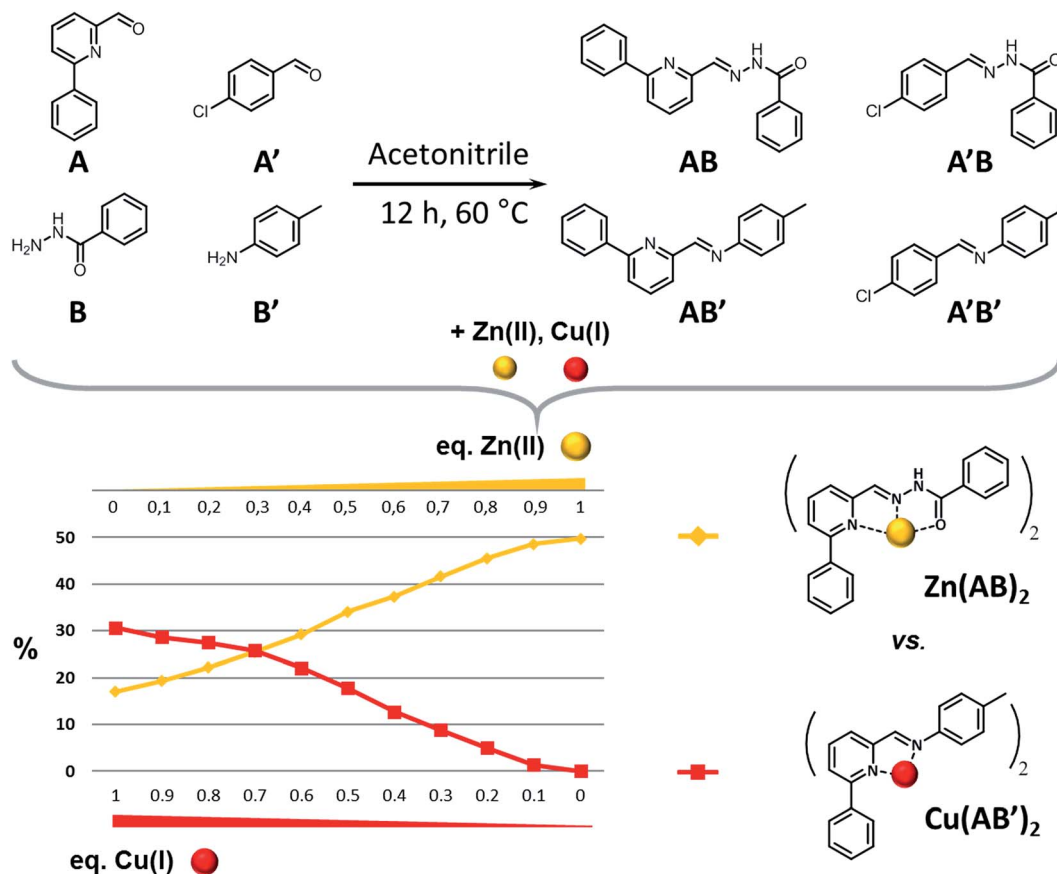 A
A'
Acetonitrile
12 h, 60 °C
B
B'
AB
A'B
AB'
A'B'
N
O
O
Cl
H
N
H2N
O
H2N
N
N
H
N
O
Cl
N
H
N
O
N
N
Cl
N
+ Zn(II), Cu(I)
eq. Zn(II)
0 0,1 0,2 0,3 0,4 0,5 0,6 0,7 0,8 0,9 1
50
40
30
20
10
0
%
1 0.9 0.8 0.7 0.6 0.5 0.4 0.3 0.2 0.1 0
eq. Cu(I)
( N N H N O ) 2
Zn(AB)2
vs.
( N N ) 2
Cu(AB')2